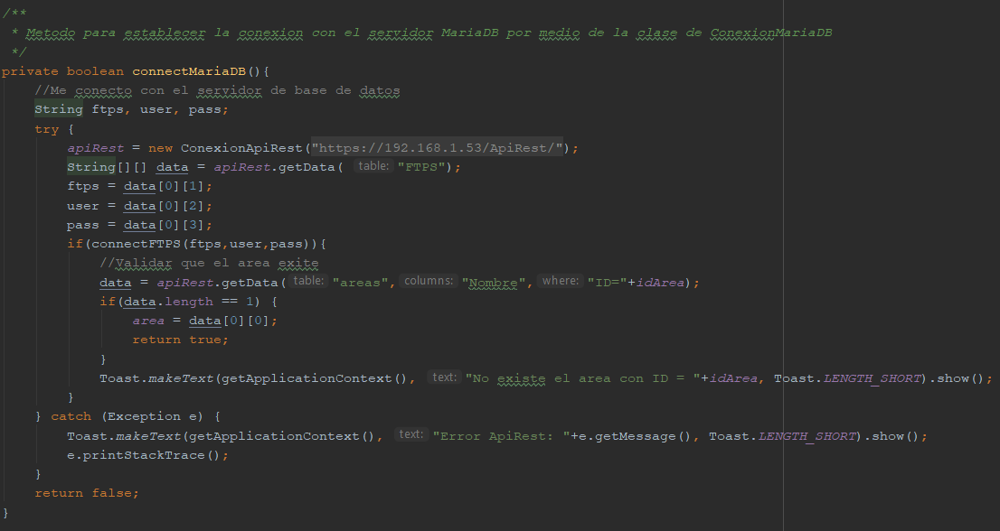 /**
 * Metodo para establecer la conexion con el servidor MariaDB por medio de la clase de ConexionMariaDB
 */
private boolean connectMariaDB(){
    //Me conecto con el servidor de base de datos
    String ftps, user, pass;
    try {
        apiRest = new ConexionApiRest("https://192.168.1.53/ApiRest/");
        String[][] data = apiRest.getData( table: "FTPS");
        ftps = data[0][1];
        user = data[0][2];
        pass = data[0][3];
        if(connectFTPS(ftps,user,pass)){
            //Validar que el area exite
            data = apiRest.getData( table: "areas", columns: "Nombre", where: "ID="+idArea);
            if(data.length == 1) {
                area = data[0][0];
                return true;
            }
            Toast.makeText(getApplicationContext(), text: "No existe el area con ID = "+idArea, Toast.LENGTH_SHORT).show();
        }
    } catch (Exception e) {
        Toast.makeText(getApplicationContext(), text: "Error ApiRest: "+e.getMessage(), Toast.LENGTH_SHORT).show();
        e.printStackTrace();
    }
    return false;
}